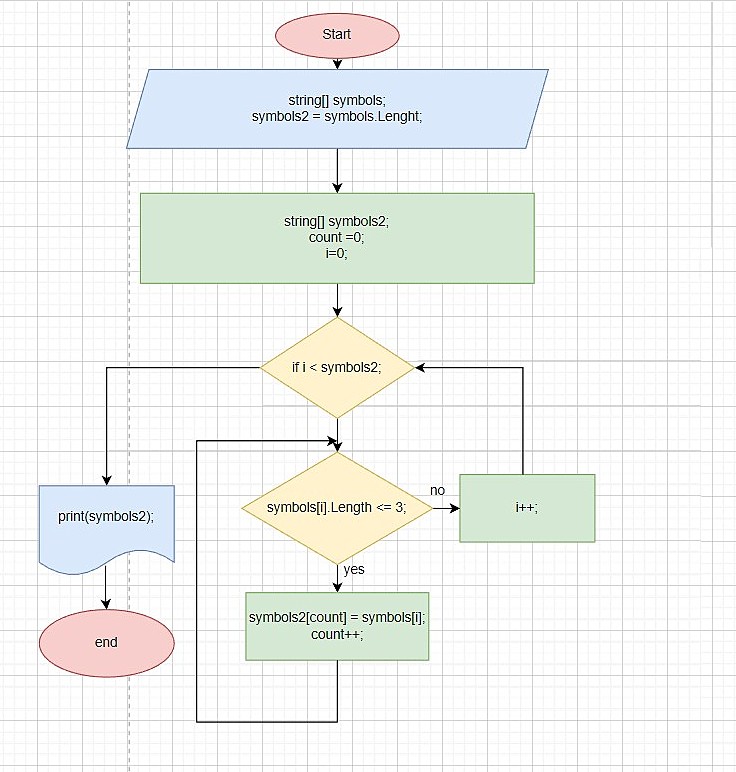 Start
string[] symbols;
symbols2 = symbols.Lenght;
string[] symbols2;
count =0;
i=0;
if i < symbols2;
symbols[i].Length <= 3;
no
i++;
print(symbols2);
yes
symbols2[count] = symbols[i];
count++;
end